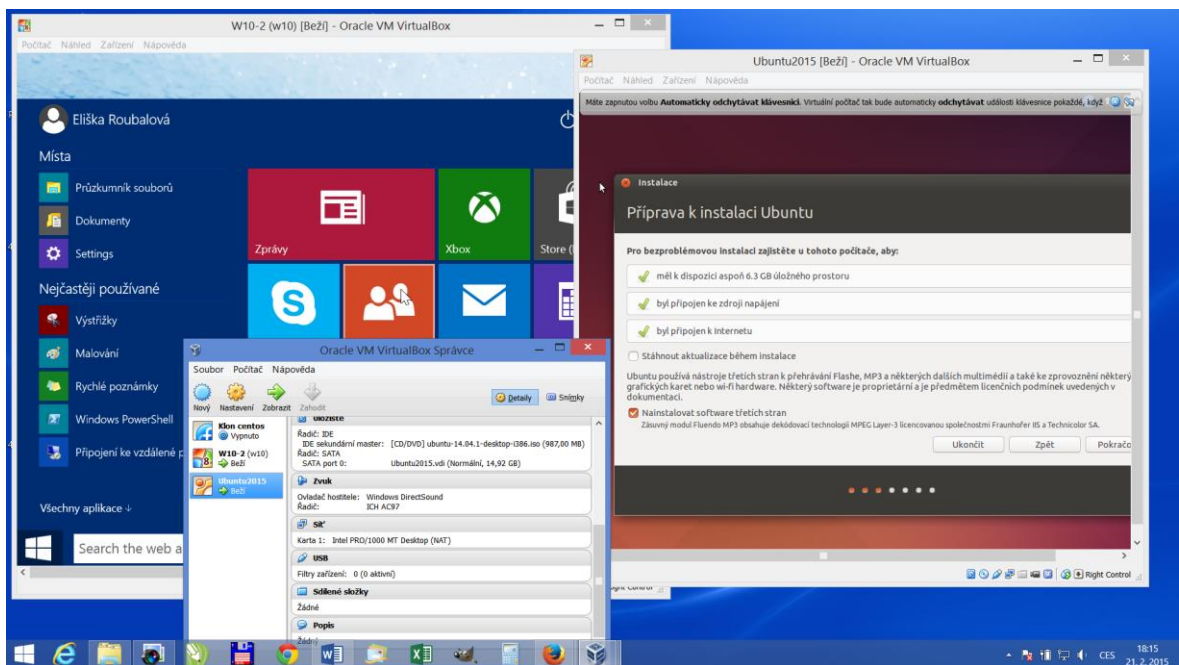 W10-2 (w10) [Beží] - Oracle VM VirtualBox
Počítač Náhled Zařízení Nápověda
Eliška Roubalová
Místa
Průzkumník souborů
Dokumenty
Settings
Nejčastěji používané
Výstřižky
Malování
Rychlé poznámky
Windows PowerShell
Připojení ke vzdálené p
Všechny aplikace
Search the web a
Zprávy
Xbox
Store (
Ubuntu2015 [Beží] - Oracle VM VirtualBox
Počítač Náhled Zařízení Nápověda
Máte zapnutou volbu Automaticky odchytávat klávesnici. Virtuální počítač tak bude automaticky odchytávat události klávesnice pokaždé, když
Instalace
Příprava k instalaci Ubuntu
Pro bezproblémovou instalaci zajistěte u tohoto počítače, aby:
měl k dispozici aspoň 6.3 GB úložného prostoru
byl připojen ke zdroji napájení
byl připojen k Internetu
Stáhnout aktualizace během instalace
Ubuntu používá nástroje třetích stran k přehrávání Flashe, MP3 a některých dalších multimédií a také ke zprovoznění některý
grafických karet nebo wi-fi hardware. Některý software je proprietární a je předmětem licenčních podmínek uvedených v
dokumentaci.
Nainstalovat software třetích stran
Zásuvný modul Fluendo MP3 obsahuje dekódovací technologii MPEG Layer-3 licencovanou společnostmi Fraunhofer IIS a Technicolor SA.
Ukončit Zpět Pokračo
Right Control
Oracle VM VirtualBox Správce
Soubor Počítač Nápověda
Nový Nastavení Zobrazit Zahodit
Detaily Snímky
Klon centos
Vypnuto
W10-2 (w10)
Beží
Ubuntu2015
Beží
Úložiště
Řadič: IDE
IDE sekundární master: [CD/DVD] ubuntu-14.04.1-desktop-i386.iso (987,00 MB)
Řadič: SATA
SATA port 0: Ubuntu2015.vdi (Normální, 14,92 GB)
Zvuk
Ovladač hostitele: Windows DirectSound
Řadič: ICH AC97
Síť
Karta 1: Intel PRO/1000 MT Desktop (NAT)
USB
Filtry zařízení: 0 (0 aktivní)
Sdílené složky
Žádné
Popis
Žádný
Right Control
CES
18:15
21. 2. 2015